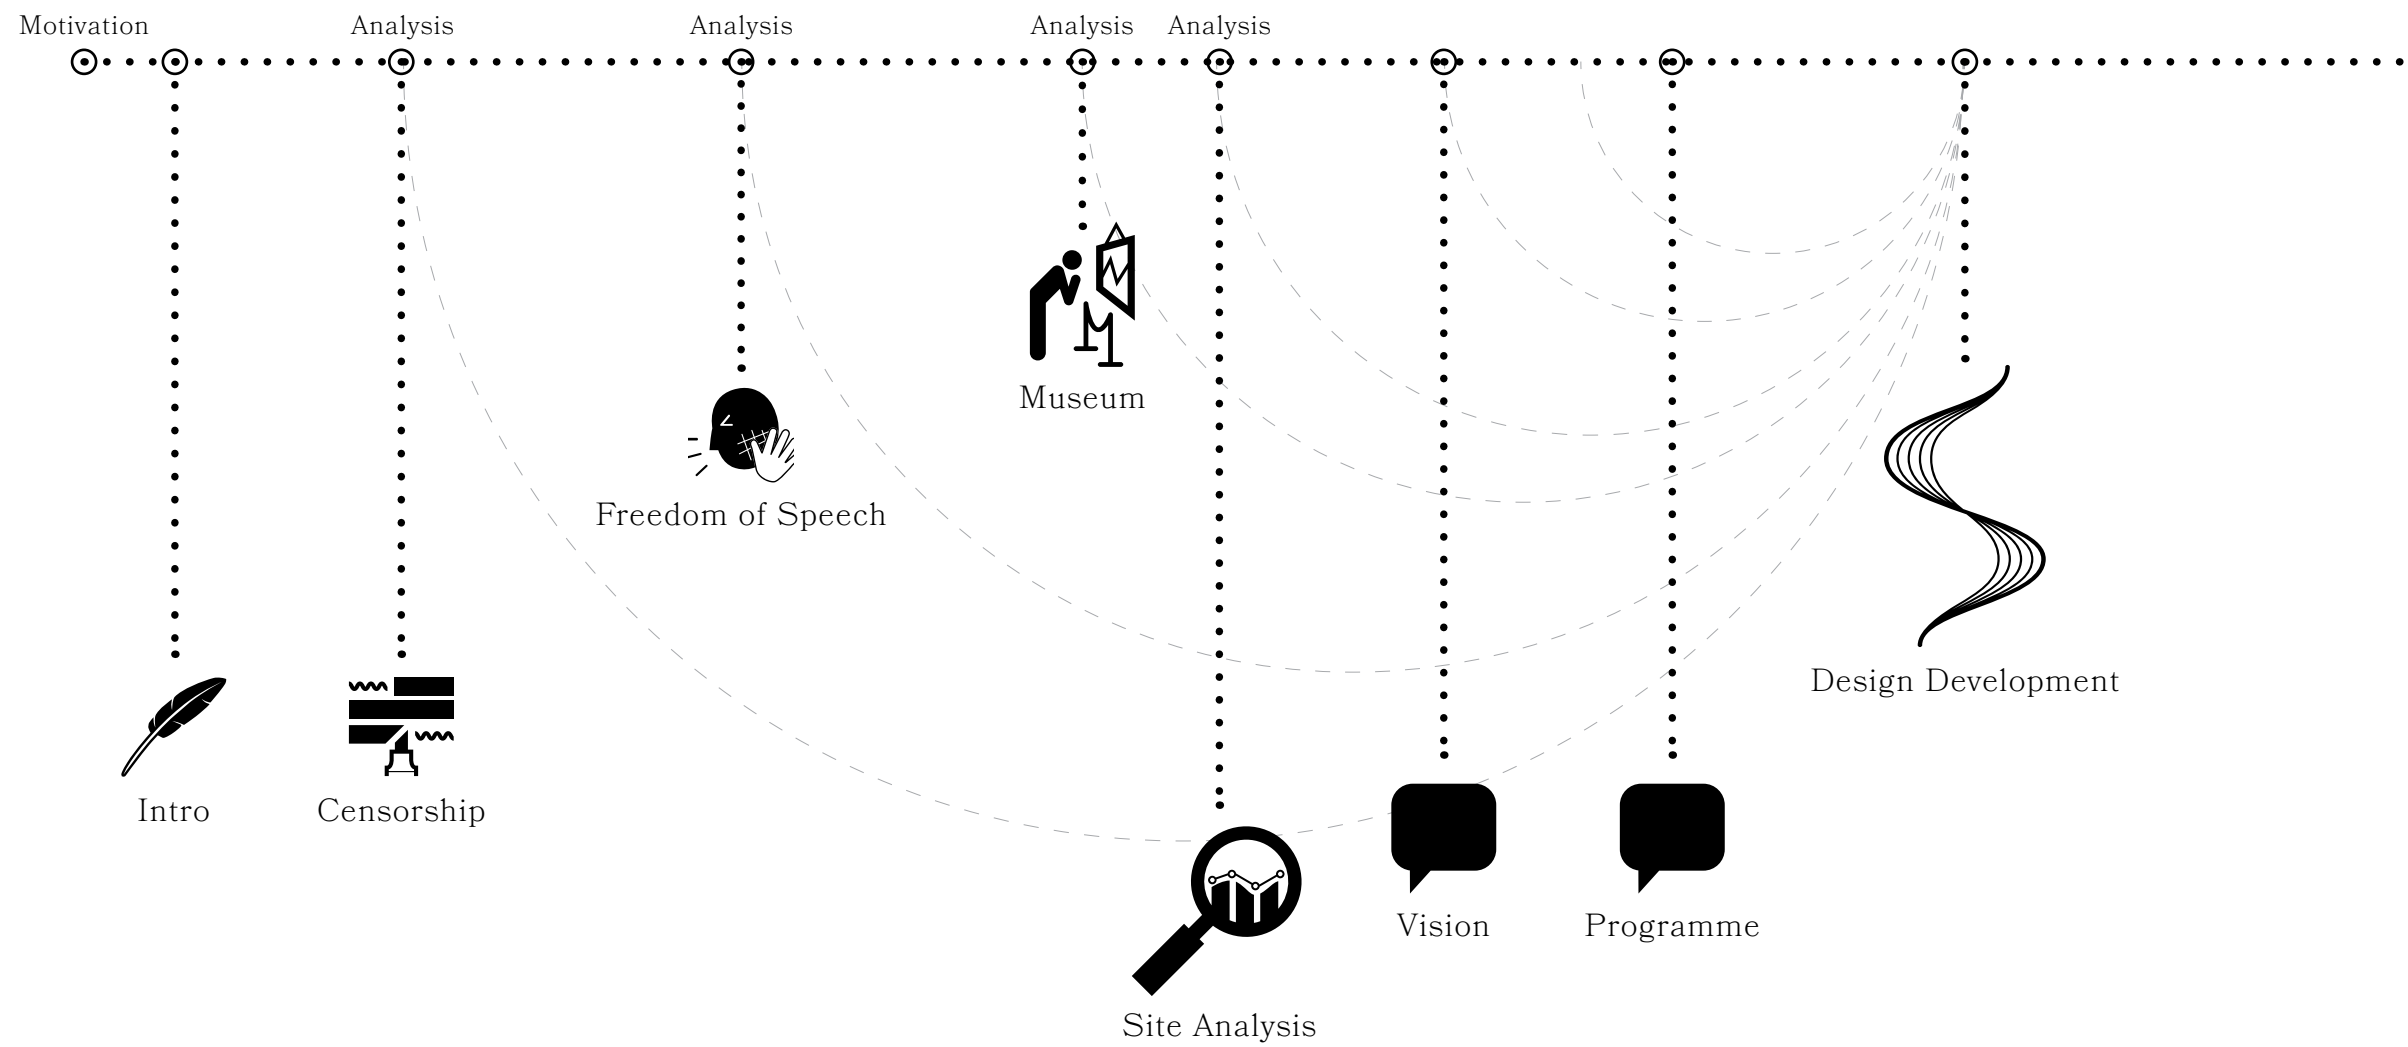 Motivation
Analysis
Analysis
Analysis
Analysis
Museum
Freedom of Speech
Design Development
Intro
Censorship
Vision
Programme
Site Analysis